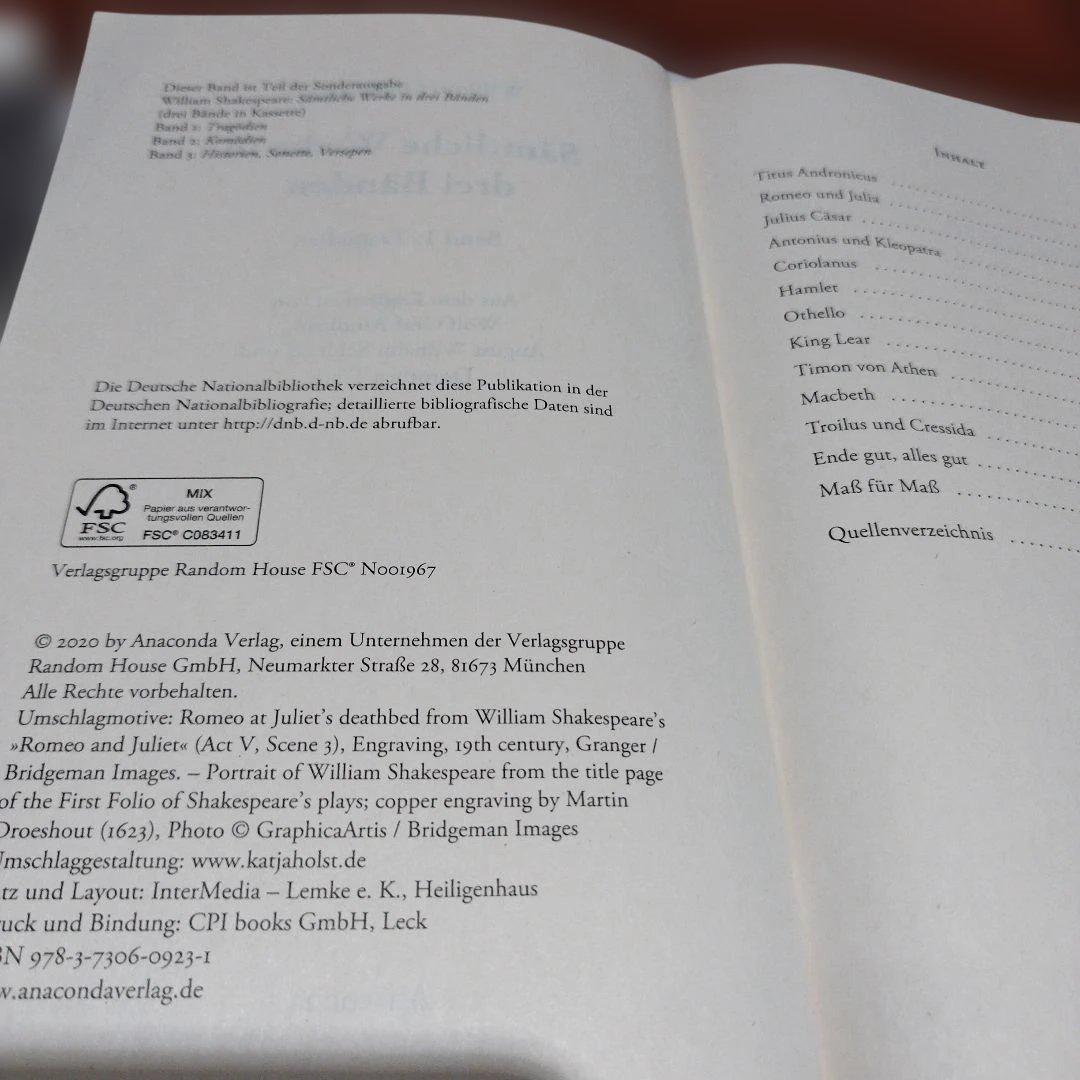 Dieser Band ist Teil der Sonderausgabe
William Shakespeare: Sämtliche Werke in drei Bänden
(drei Bände in Kassette)
Band 1: Tragödien
Band 2: Komödien
Band 3: Historien, Sonette, Versepen
Die Deutsche Nationalbibliothek verzeichnet diese Publikation in der
Deutschen Nationalbibliografie; detaillierte bibliografische Daten sind
im Internet unter http://dnb.d-nb.de abrufbar.
FSC
www.fsc.org
MIX
Papier aus verantwor-
tungsvollen Quellen
FSC® C083411
Verlagsgruppe Random House FSC® N001967
© 2020 by Anaconda Verlag, einem Unternehmen der Verlagsgruppe
Random House GmbH, Neumarkter Straße 28, 81673 München
Alle Rechte vorbehalten.
Umschlagmotive: Romeo at Juliet's deathbed from William Shakespeare's
»Romeo and Juliet« (Act V, Scene 3), Engraving, 19th century, Granger /
Bridgeman Images. – Portrait of William Shakespeare from the title page
of the First Folio of Shakespeare's plays; copper engraving by Martin
Droeshout (1623), Photo © GraphicaArtis / Bridgeman Images
Umschlaggestaltung: www.katjaholst.de
tz und Layout: InterMedia – Lemke e. K., Heiligenhaus
ruck und Bindung: CPI books GmbH, Leck
BN 978-3-7306-0923-1
w.anacondaverlag.de
Inhalt
Titus Andronicus
Romeo und Julia
Julius Cäsar
Antonius und Kleopatra
Coriolanus
Hamlet
Othello
King Lear
Timon von Athen
Macbeth
Troilus und Cressida
Ende gut, alles gut
Maß für Maß
Quellenverzeichnis